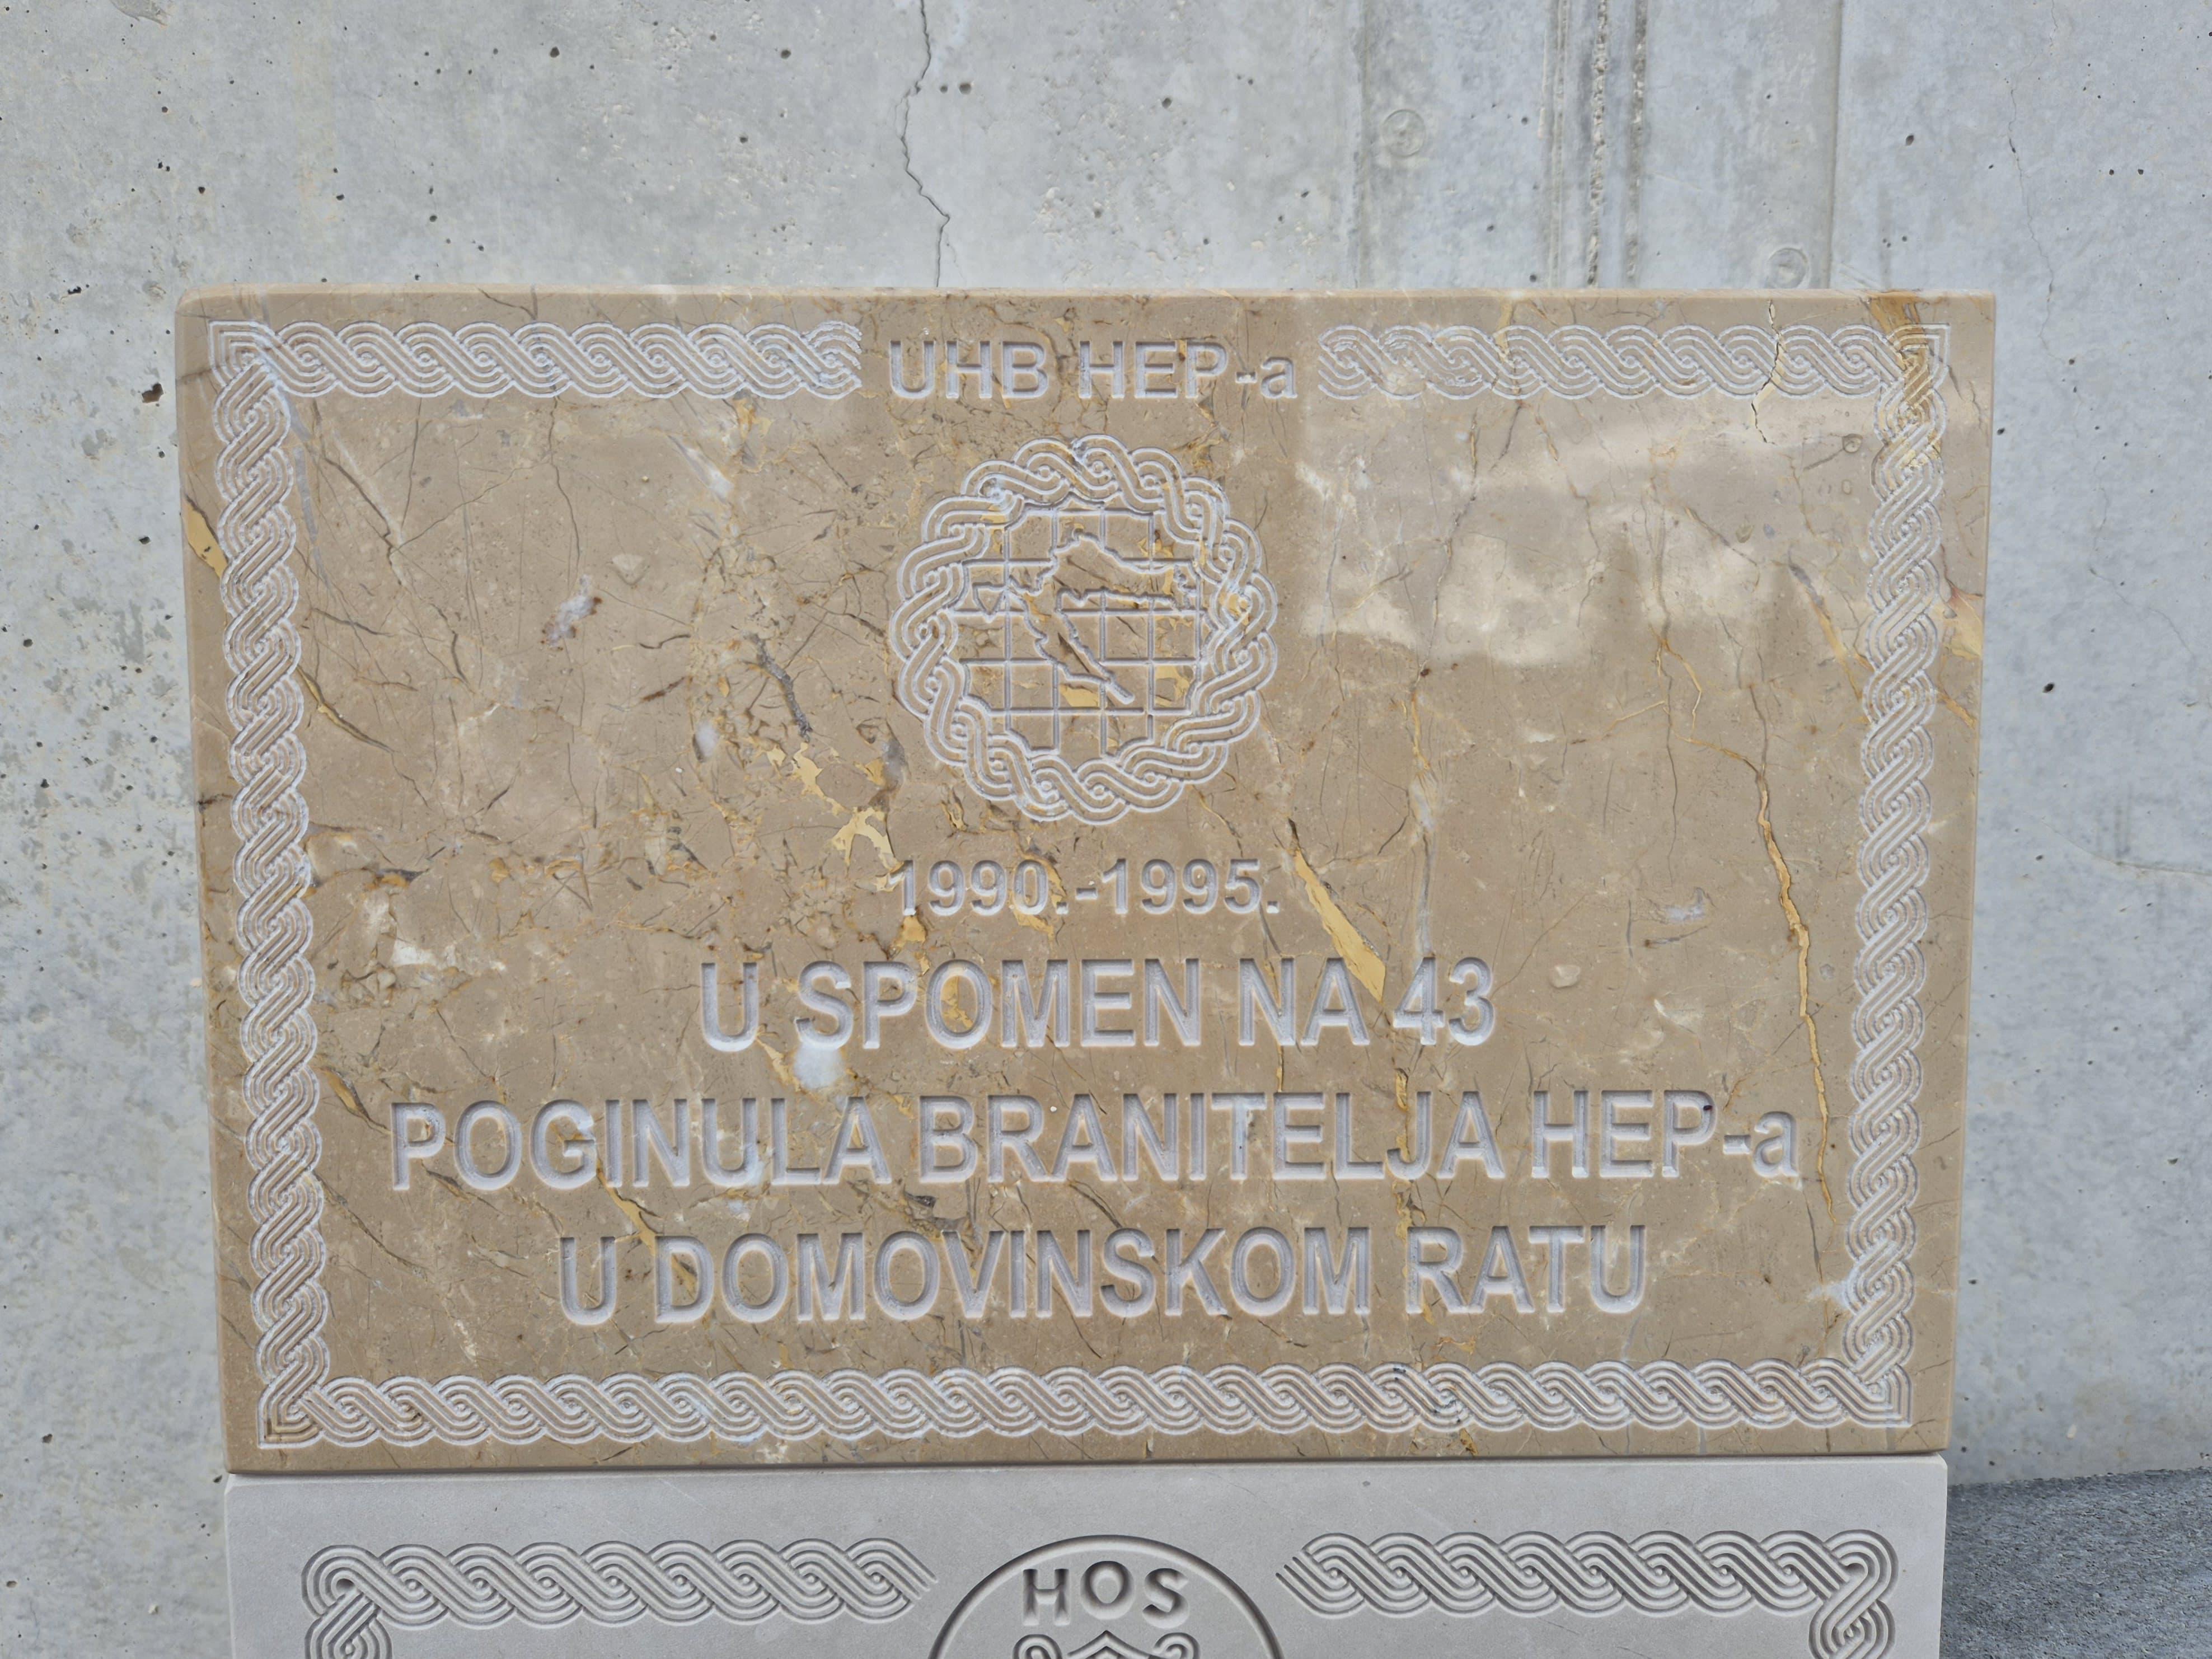 UHB HEP-a
1990.-1995.
U SPOMEN NA 43
POGINULA BRANITELJA HEP-a
U DOMOVINSKOM RATU
HOS